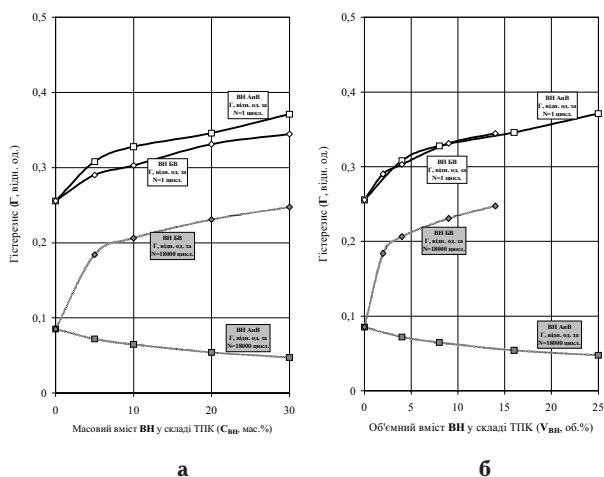 0,5
0,4
0,3
0,2
0,1
0
Гістерезис (Г, відн. од.)
ВН АпВ
Г, відн. од. за
N=1 цикл.
ВН БВ
Г, відн. од. за
N=1 цикл.
ВН БВ
Г, відн. од. за
N=18000 цикл.
ВН АпВ
Г, відн. од. за
N=18000 цикл.
0 10 20 30
Масовий вміст ВН у складі ТПК (CВН, мас.%)
а
0,5
0,4
0,3
0,2
0,1
0
Гістерезис (Г, відн. од.)
ВН АпВ
Г, відн. од. за
N=1 цикл.
ВН БВ
Г, відн. од. за
N=1 цикл.
ВН БВ
Г, відн. од. за
N=18000 цикл.
ВН АпВ
Г, відн. од. за
N=18000 цикл.
0 5 10 15 20 25
Об'ємний вміст ВН у складі ТПК (VВН, об.%)
б